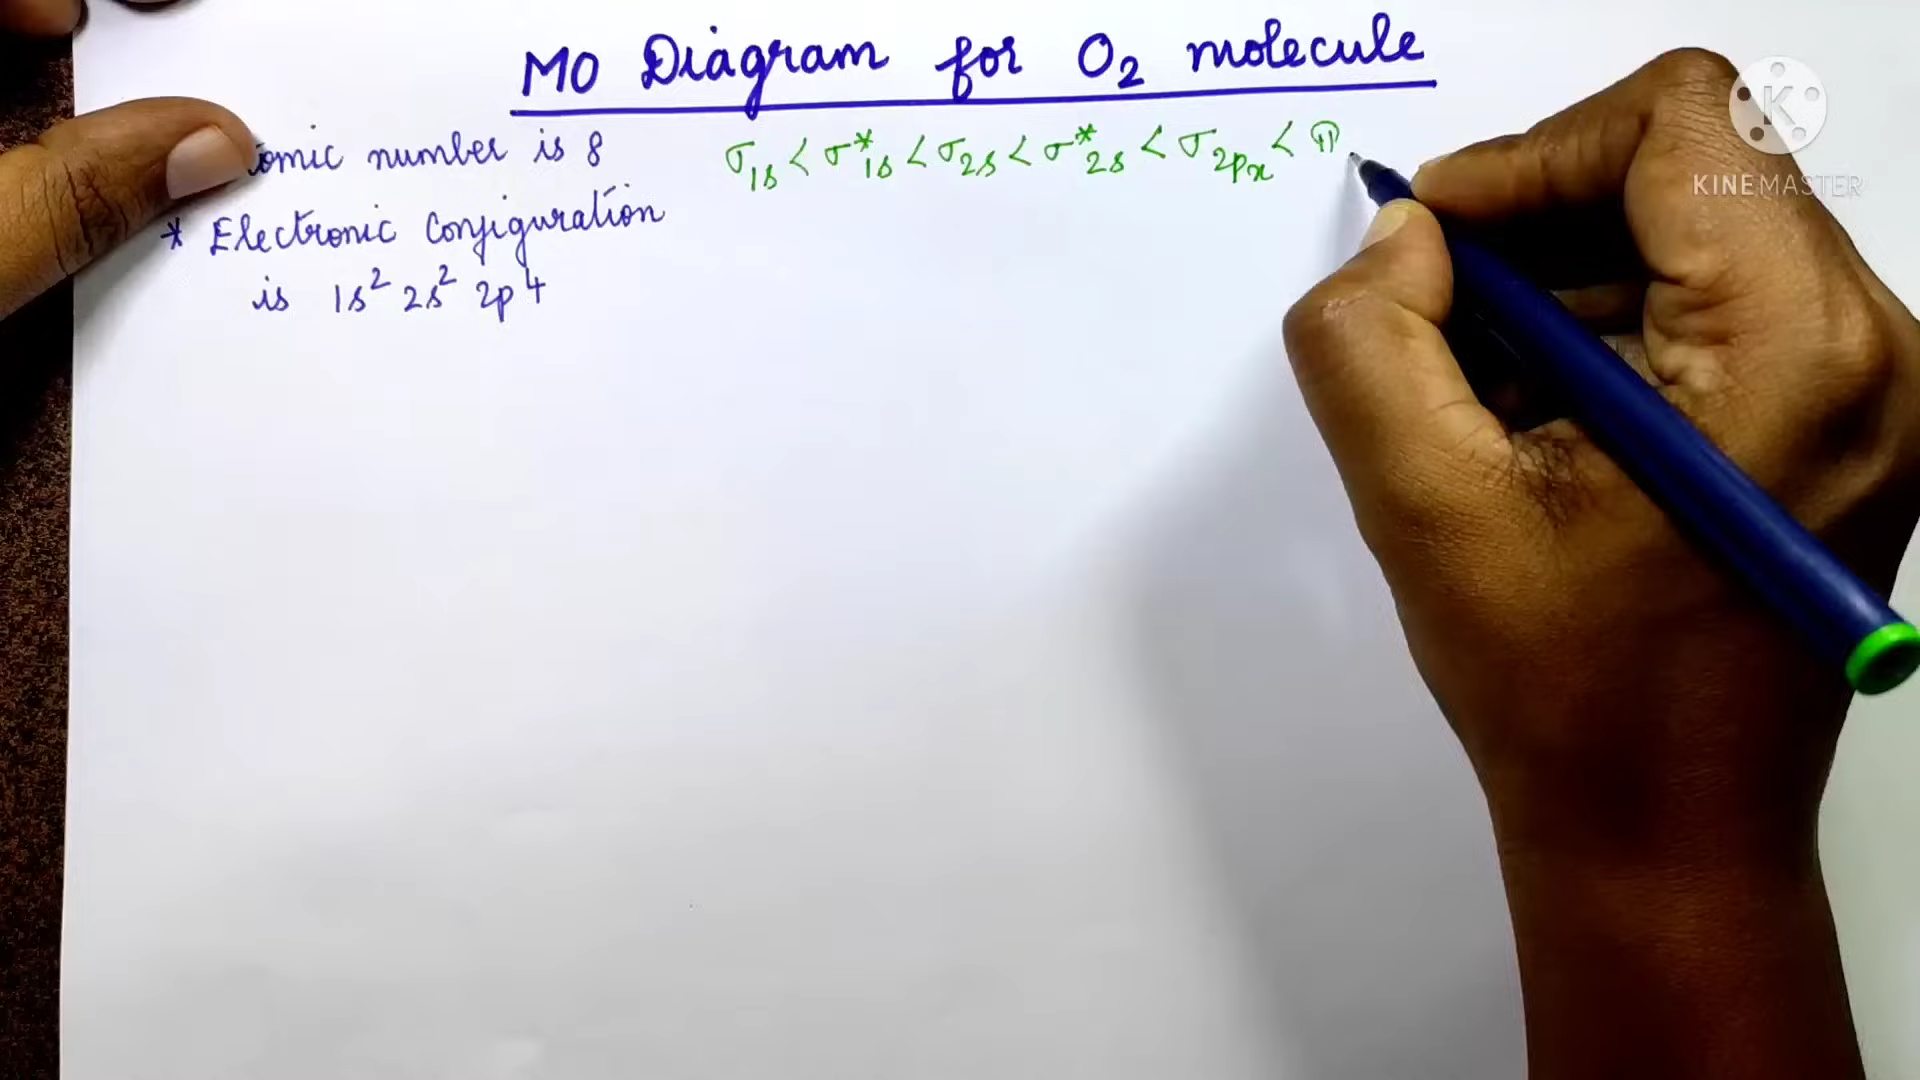 MO Diagram for O2 molecule
number is 8
* Electronic Configuration
is 1s² 2s² 2p⁴
σ1s < σ*1s < σ2s < σ*2s < σ2px < π
KINEMASTER